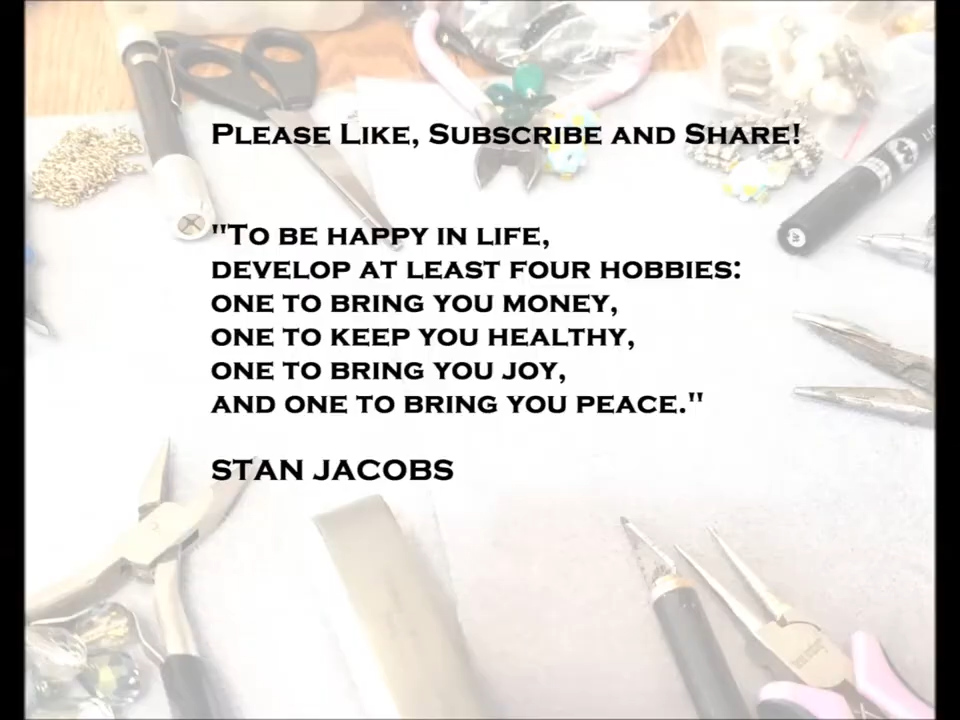 Please Like, Subscribe and Share!
"To be happy in life,
develop at least four hobbies:
one to bring you money,
one to keep you healthy,
one to bring you joy,
and one to bring you peace."
STAN JACOBS